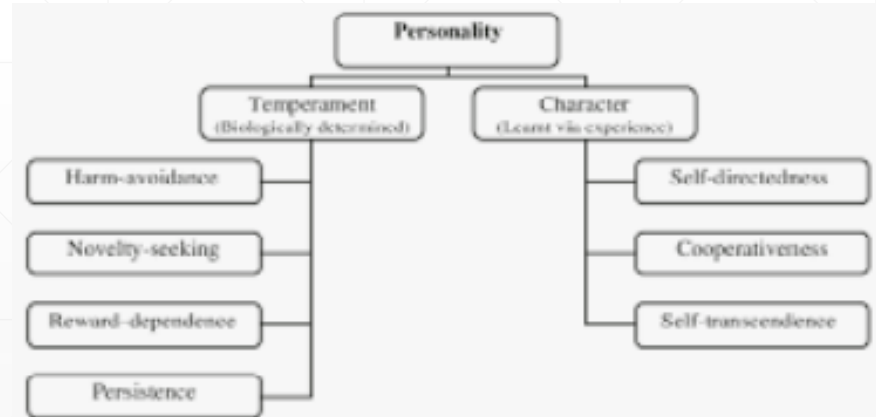 Personality
Temperament
(Biologically determined)
Character
(Learnt via experience)
Harm-avoidance
Self-directedness
Novelty-seeking
Cooperativeness
Reward-dependence
Self-transcendience
Persistence